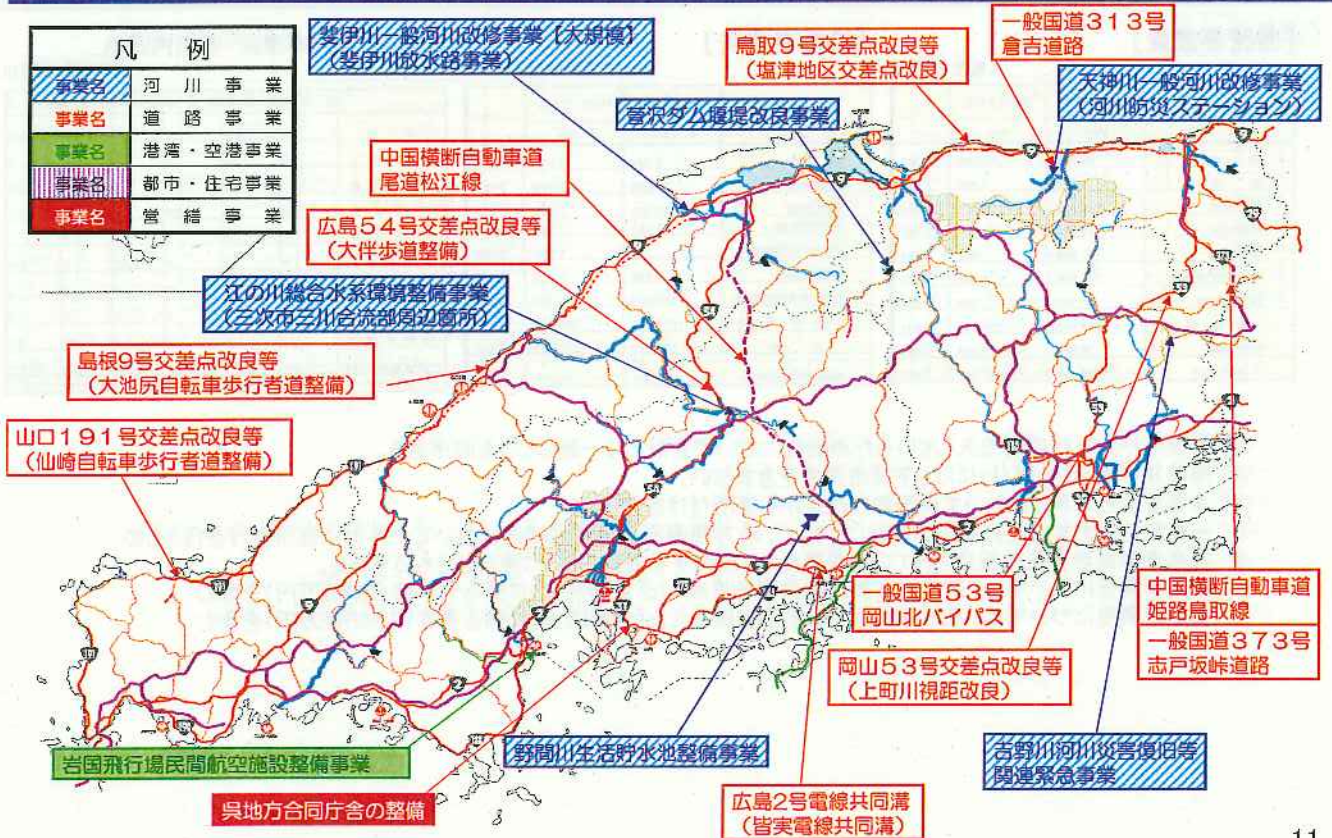 凡 例
事業名 河川事業
事業名 道路事業
事業名 港湾・空港事業
事業名 都市・住宅事業
事業名 営繕事業
斐伊川一般河川改修事業【大規模】
(斐伊川放水路事業)
鳥取9号交差点改良等
(塩津地区交差点改良)
一般国道313号
倉吉道路
天神川一般河川改修事業
(河川防災ステーション)
菅沢ダム堰堤改良事業
中国横断自動車道
尾道松江線
広島54号交差点改良等
(大伴歩道整備)
江の川総合水系環境整備事業
(三次市三川合流部周辺箇所)
島根9号交差点改良等
(大池尻自転車歩行者道整備)
山口191号交差点改良等
(仙崎自転車歩行者道整備)
一般国道53号
岡山北バイパス
中国横断自動車道
姫路鳥取線
一般国道373号
志戸坂峠道路
岡山53号交差点改良等
(上町川視距改良)
岩国飛行場民間航空施設整備事業
野間川生活貯水池整備事業
吉野川河川災害復旧等
関連緊急事業
呉地方合同庁舎の整備
広島2号電線共同溝
(皆実電線共同溝)
11